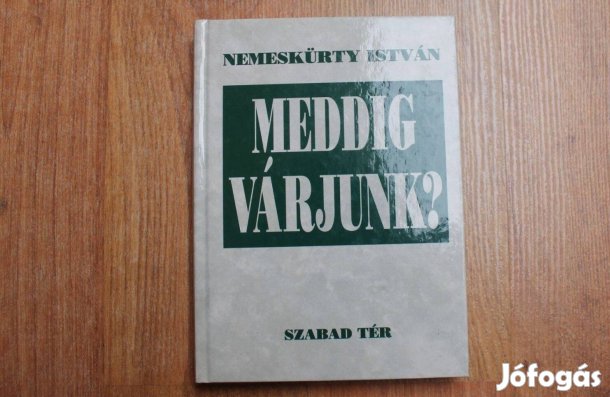 NEMESKÜRTY ISTVÁN
MEDDIG
VÁRJUNK?
SZABAD TÉR
Jófogás